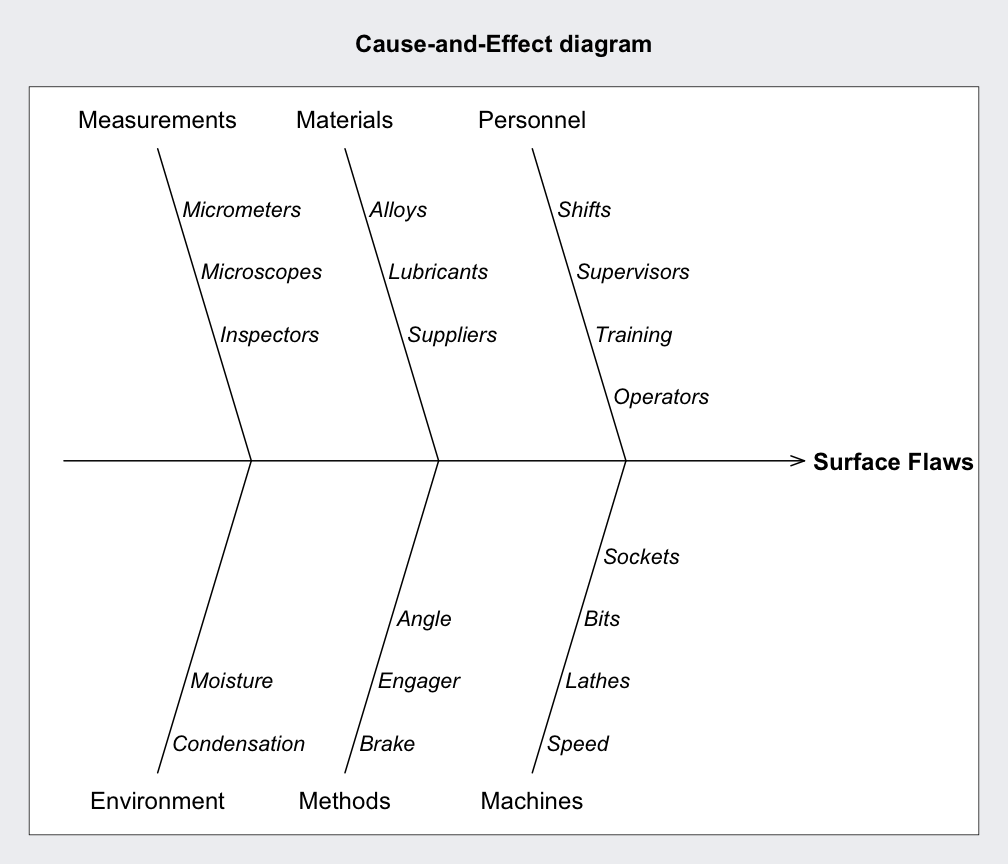 Cause-and-Effect diagram
Measurements
Materials
Personnel
Micrometers
Alloys
Shifts
Microscopes
Lubricants
Supervisors
Inspectors
Suppliers
Training
Operators
Surface Flaws
Sockets
Angle
Bits
Moisture
Engager
Lathes
Condensation
Brake
Speed
Environment
Methods
Machines